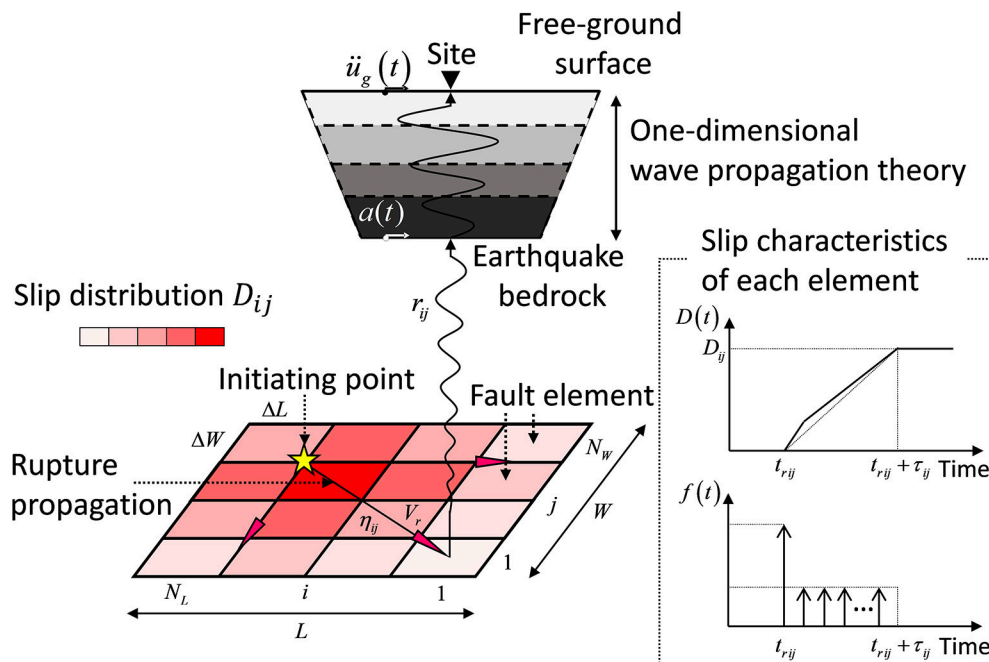 Free-ground
surface
Site
ü_g(t)
One-dimensional
wave propagation theory
a(t)
Earthquake
bedrock
r_ij
Slip distribution D_ij
Initiating point
ΔL
ΔW
Fault element
Rupture
propagation
N_W
j
W
V_r
η_ij
1
N_L
i
1
L
Slip characteristics
of each element
D(t)
D_ij
t_rij
t_rij + τ_ij
Time
f(t)
...
t_rij
t_rij + τ_ij
Time